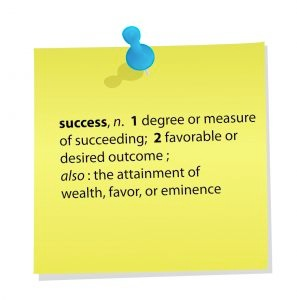 success, n. 1 degree or measure
of succeeding; 2 favorable or
desired outcome ;
also : the attainment of
wealth, favor, or eminence